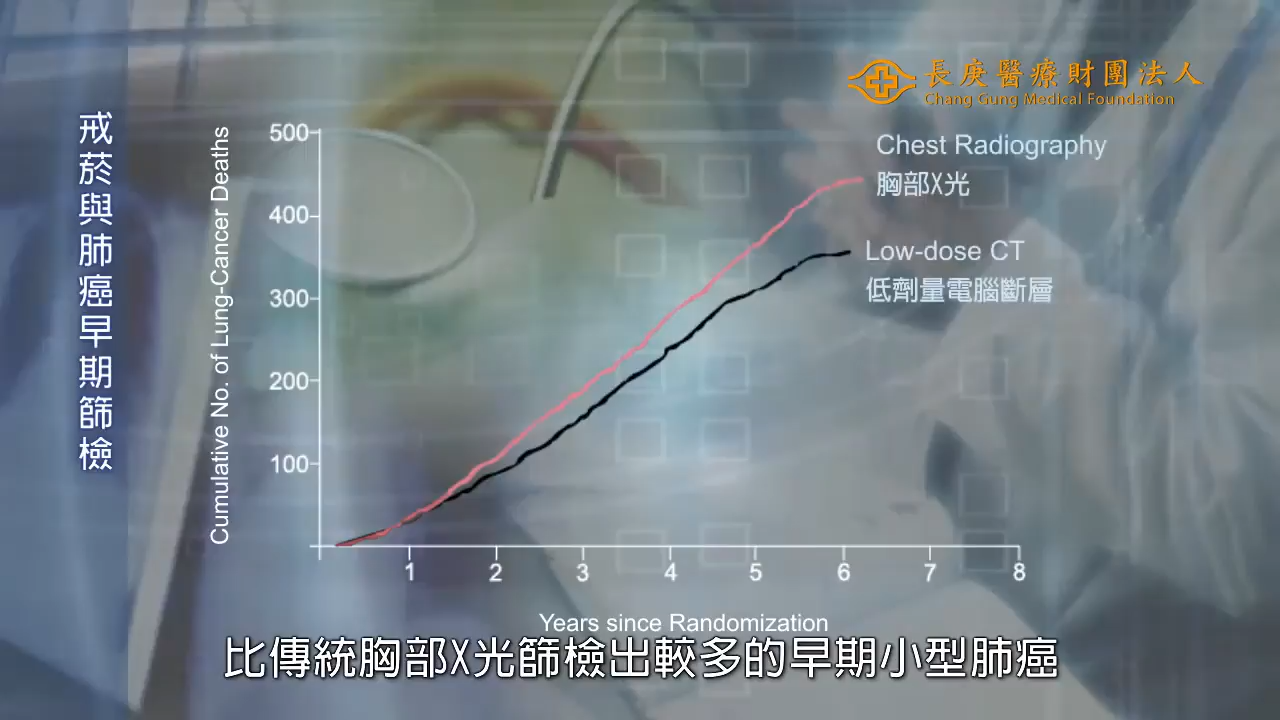 長庚醫療財團法人
Chang Gung Medical Foundation
戒菸與肺癌早期篩檢
Cumulative No. of Lung-Cancer Deaths
500
400
300
200
100
Chest Radiography
胸部X光
Low-dose CT
低劑量電腦斷層
1 2 3 4 5 6 7 8
Years since Randomization
比傳統胸部X光篩檢出較多的早期小型肺癌